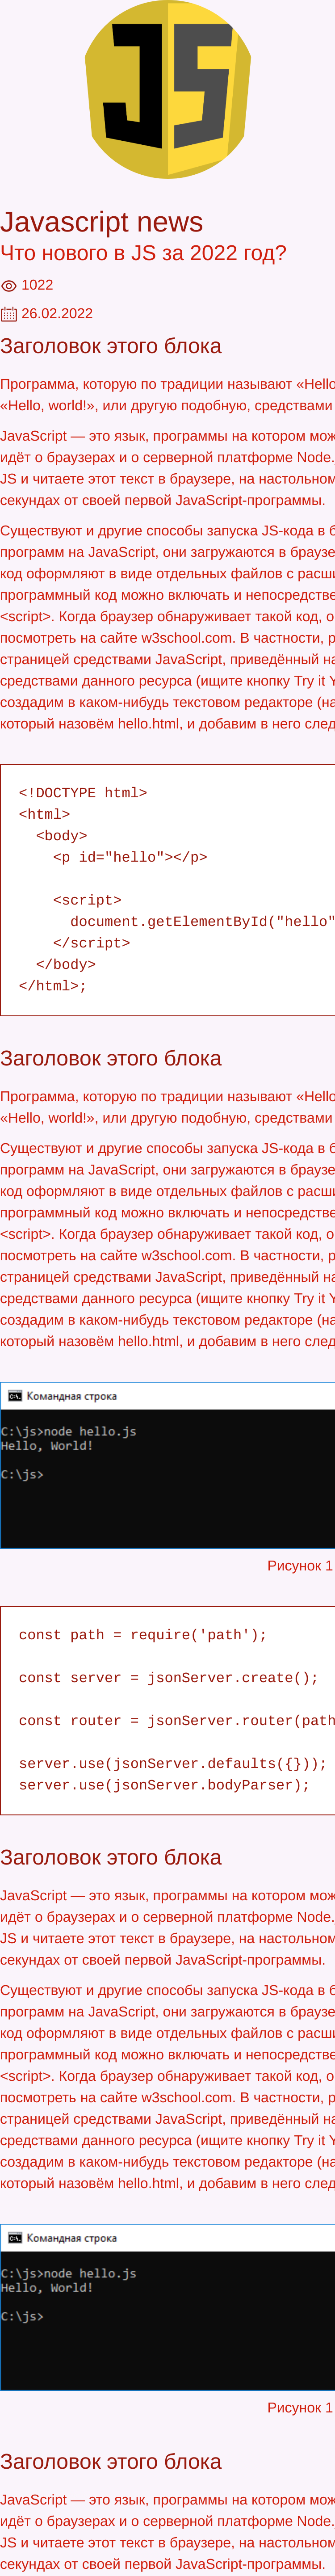 JS
Javascript news
Что нового в JS за 2022 год?
1022
26.02.2022
Заголовок этого блока
Программа, которую по традиции называют «Hello
«Hello, world!», или другую подобную, средствами
JavaScript — это язык, программы на котором мож
идёт о браузерах и о серверной платформе Node.
JS и читаете этот текст в браузере, на настольном
секундах от своей первой JavaScript-программы.
Существуют и другие способы запуска JS-кода в б
программ на JavaScript, они загружаются в браузе
код оформляют в виде отдельных файлов с расши
программный код можно включать и непосредстве
<script>. Когда браузер обнаруживает такой код, о
посмотреть на сайте w3school.com. В частности, р
страницей средствами JavaScript, приведённый на
средствами данного ресурса (ищите кнопку Try it Y
создадим в каком-нибудь текстовом редакторе (на
который назовём hello.html, и добавим в него след
<!DOCTYPE html>
<html>
<body>
<p id="hello"></p>
<script>
document.getElementById("hello"
</script>
</body>
</html>;
Заголовок этого блока
Программа, которую по традиции называют «Hello
«Hello, world!», или другую подобную, средствами
Существуют и другие способы запуска JS-кода в б
программ на JavaScript, они загружаются в браузе
код оформляют в виде отдельных файлов с расши
программный код можно включать и непосредстве
<script>. Когда браузер обнаруживает такой код, о
посмотреть на сайте w3school.com. В частности, р
страницей средствами JavaScript, приведённый на
средствами данного ресурса (ищите кнопку Try it Y
создадим в каком-нибудь текстовом редакторе (на
который назовём hello.html, и добавим в него след
Командная строка
C:\js>node hello.js
Hello, World!
C:\js>
Рисунок 1
const path = require('path');
const server = jsonServer.create();
const router = jsonServer.router(path
server.use(jsonServer.defaults({}));
server.use(jsonServer.bodyParser);
Заголовок этого блока
JavaScript — это язык, программы на котором мож
идёт о браузерах и о серверной платформе Node.
JS и читаете этот текст в браузере, на настольном
секундах от своей первой JavaScript-программы.
Существуют и другие способы запуска JS-кода в б
программ на JavaScript, они загружаются в браузе
код оформляют в виде отдельных файлов с расши
программный код можно включать и непосредстве
<script>. Когда браузер обнаруживает такой код, о
посмотреть на сайте w3school.com. В частности, р
страницей средствами JavaScript, приведённый на
средствами данного ресурса (ищите кнопку Try it Y
создадим в каком-нибудь текстовом редакторе (на
который назовём hello.html, и добавим в него след
Командная строка
C:\js>node hello.js
Hello, World!
C:\js>
Рисунок 1
Заголовок этого блока
JavaScript — это язык, программы на котором мож
идёт о браузерах и о серверной платформе Node.
JS и читаете этот текст в браузере, на настольном
секундах от своей первой JavaScript-программы.